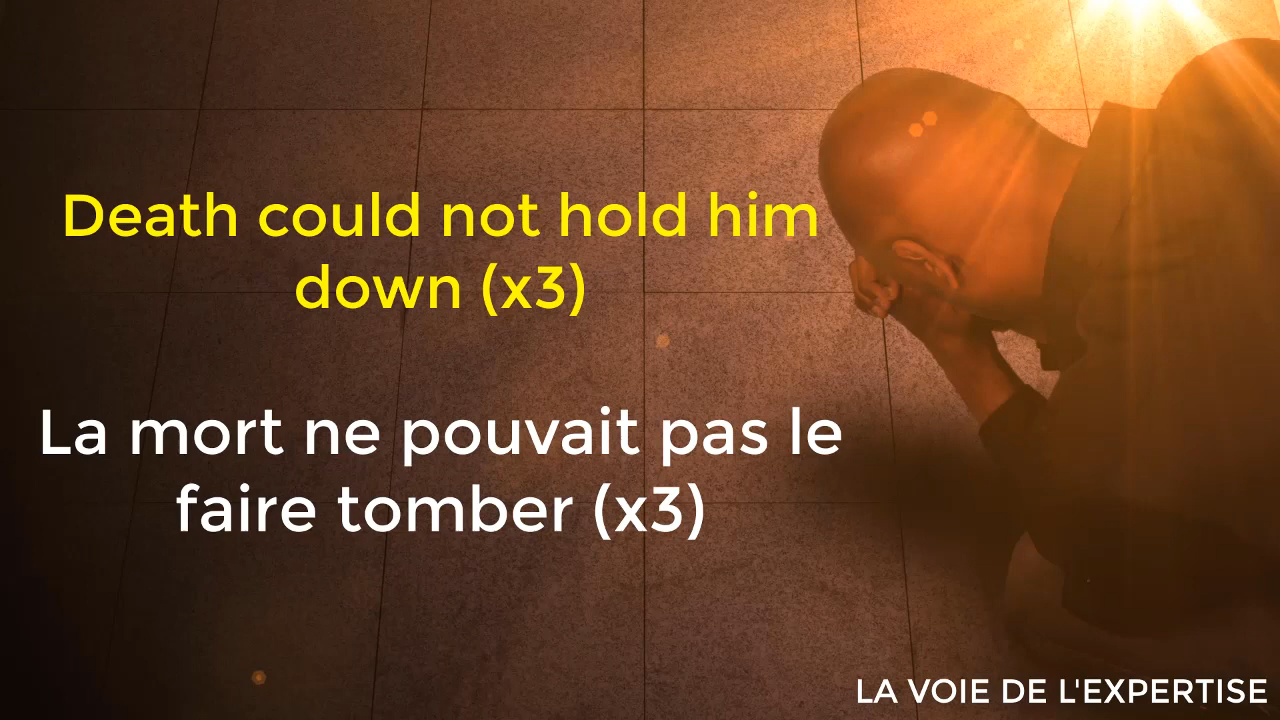 Death could not hold him
down (x3)
La mort ne pouvait pas le
faire tomber (x3)
LA VOIE DE L'EXPERTISE